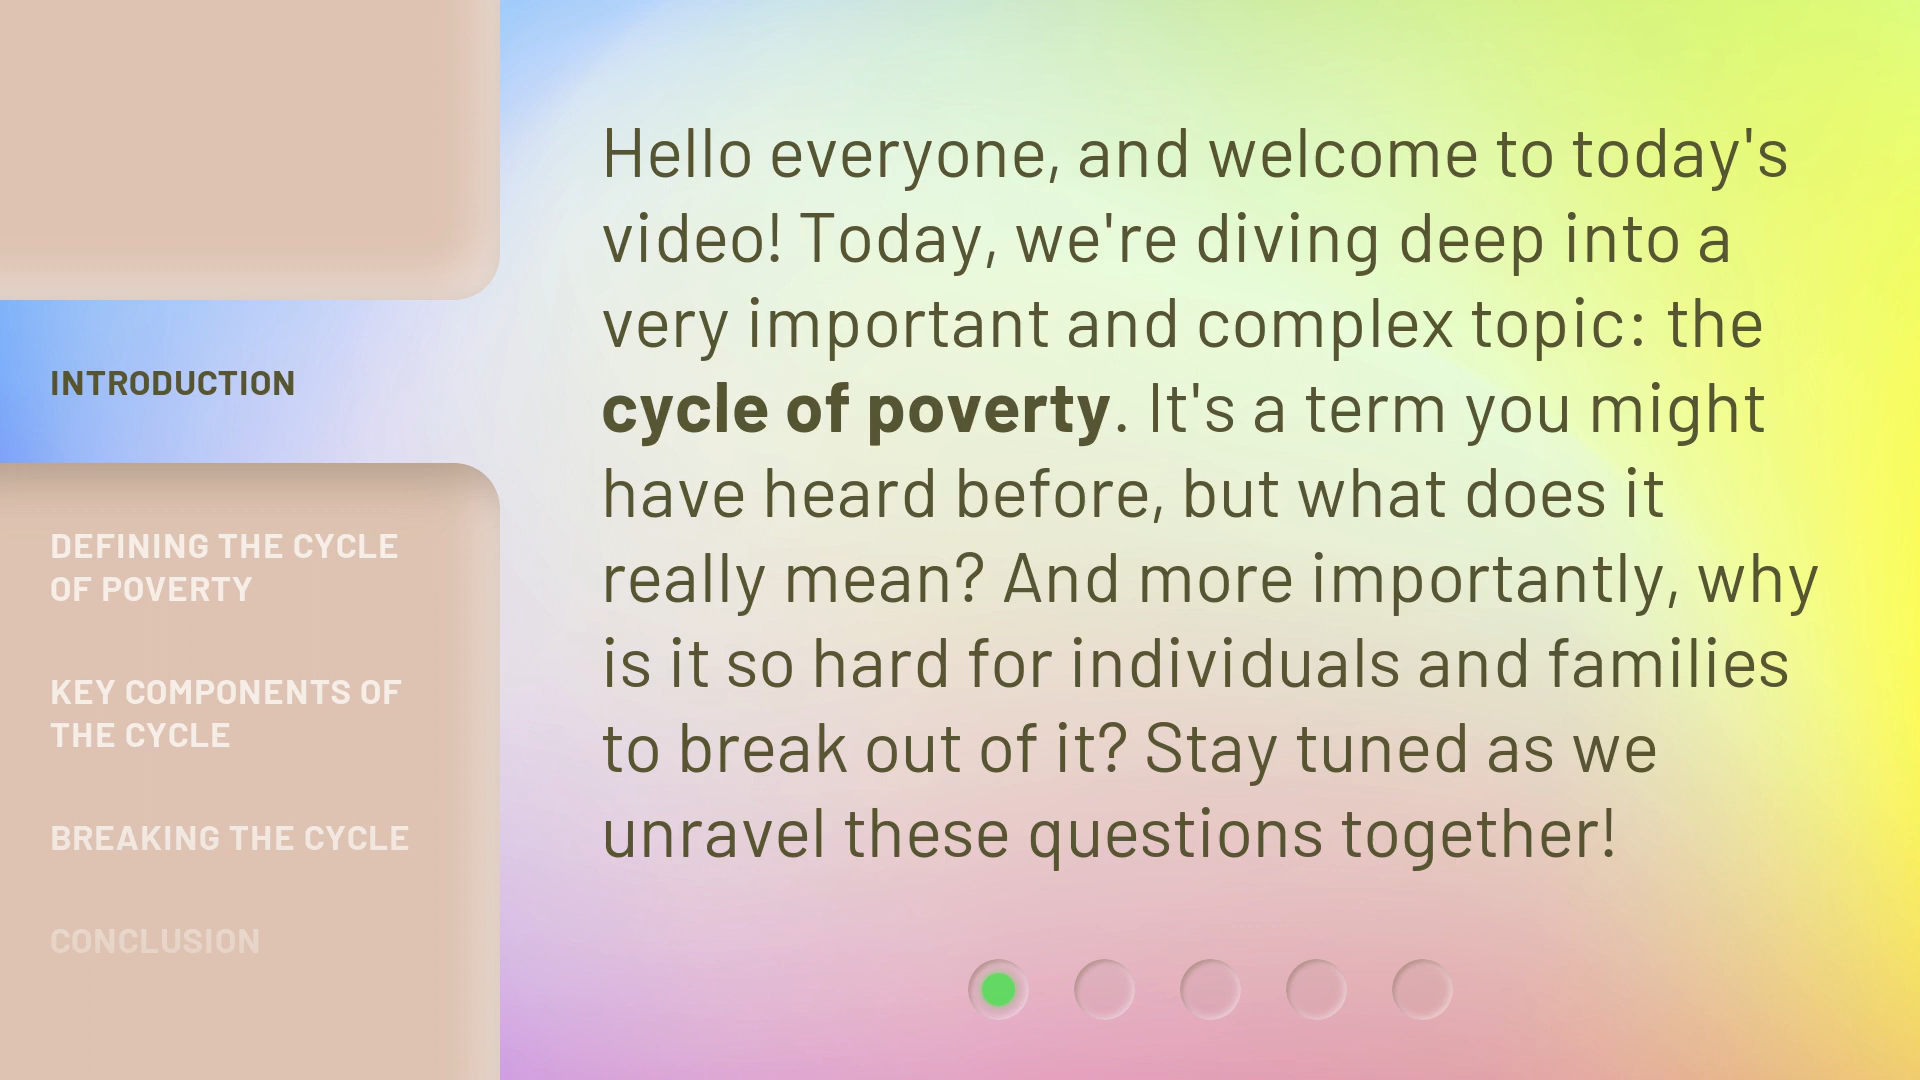 INTRODUCTION
DEFINING THE CYCLE
OF POVERTY
KEY COMPONENTS OF
THE CYCLE
BREAKING THE CYCLE
CONCLUSION
Hello everyone, and welcome to today's
video! Today, we're diving deep into a
very important and complex topic: the
cycle of poverty. It's a term you might
have heard before, but what does it
really mean? And more importantly, why
is it so hard for individuals and families
to break out of it? Stay tuned as we
unravel these questions together!